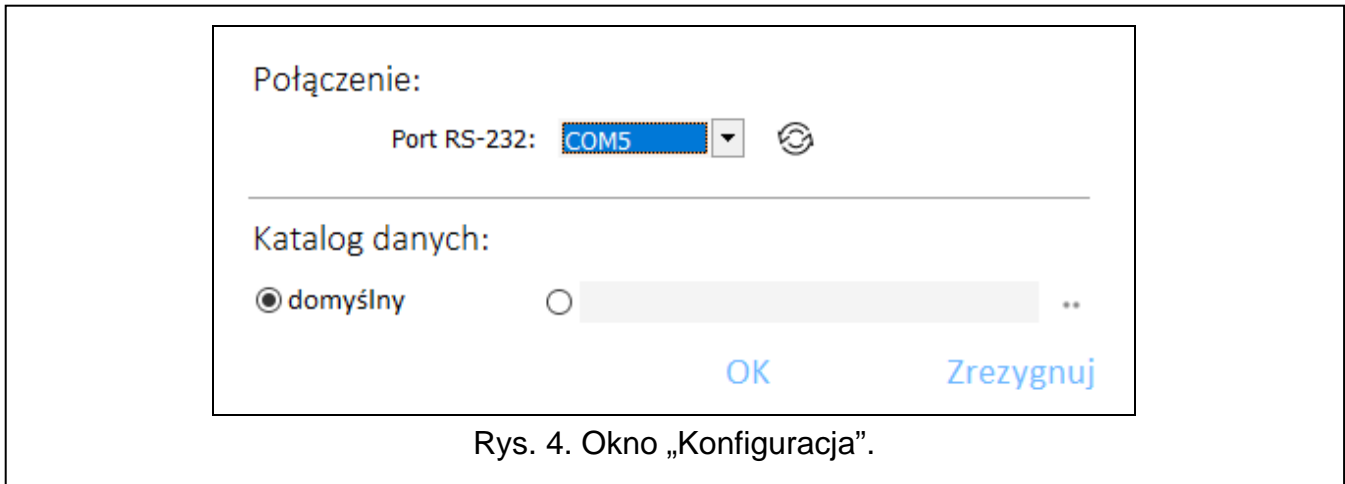 Połączenie:
Port RS-232: COM5
Katalog danych:
domyślny ..
OK Zrezygnuj
Rys. 4. Okno „Konfiguracja”.